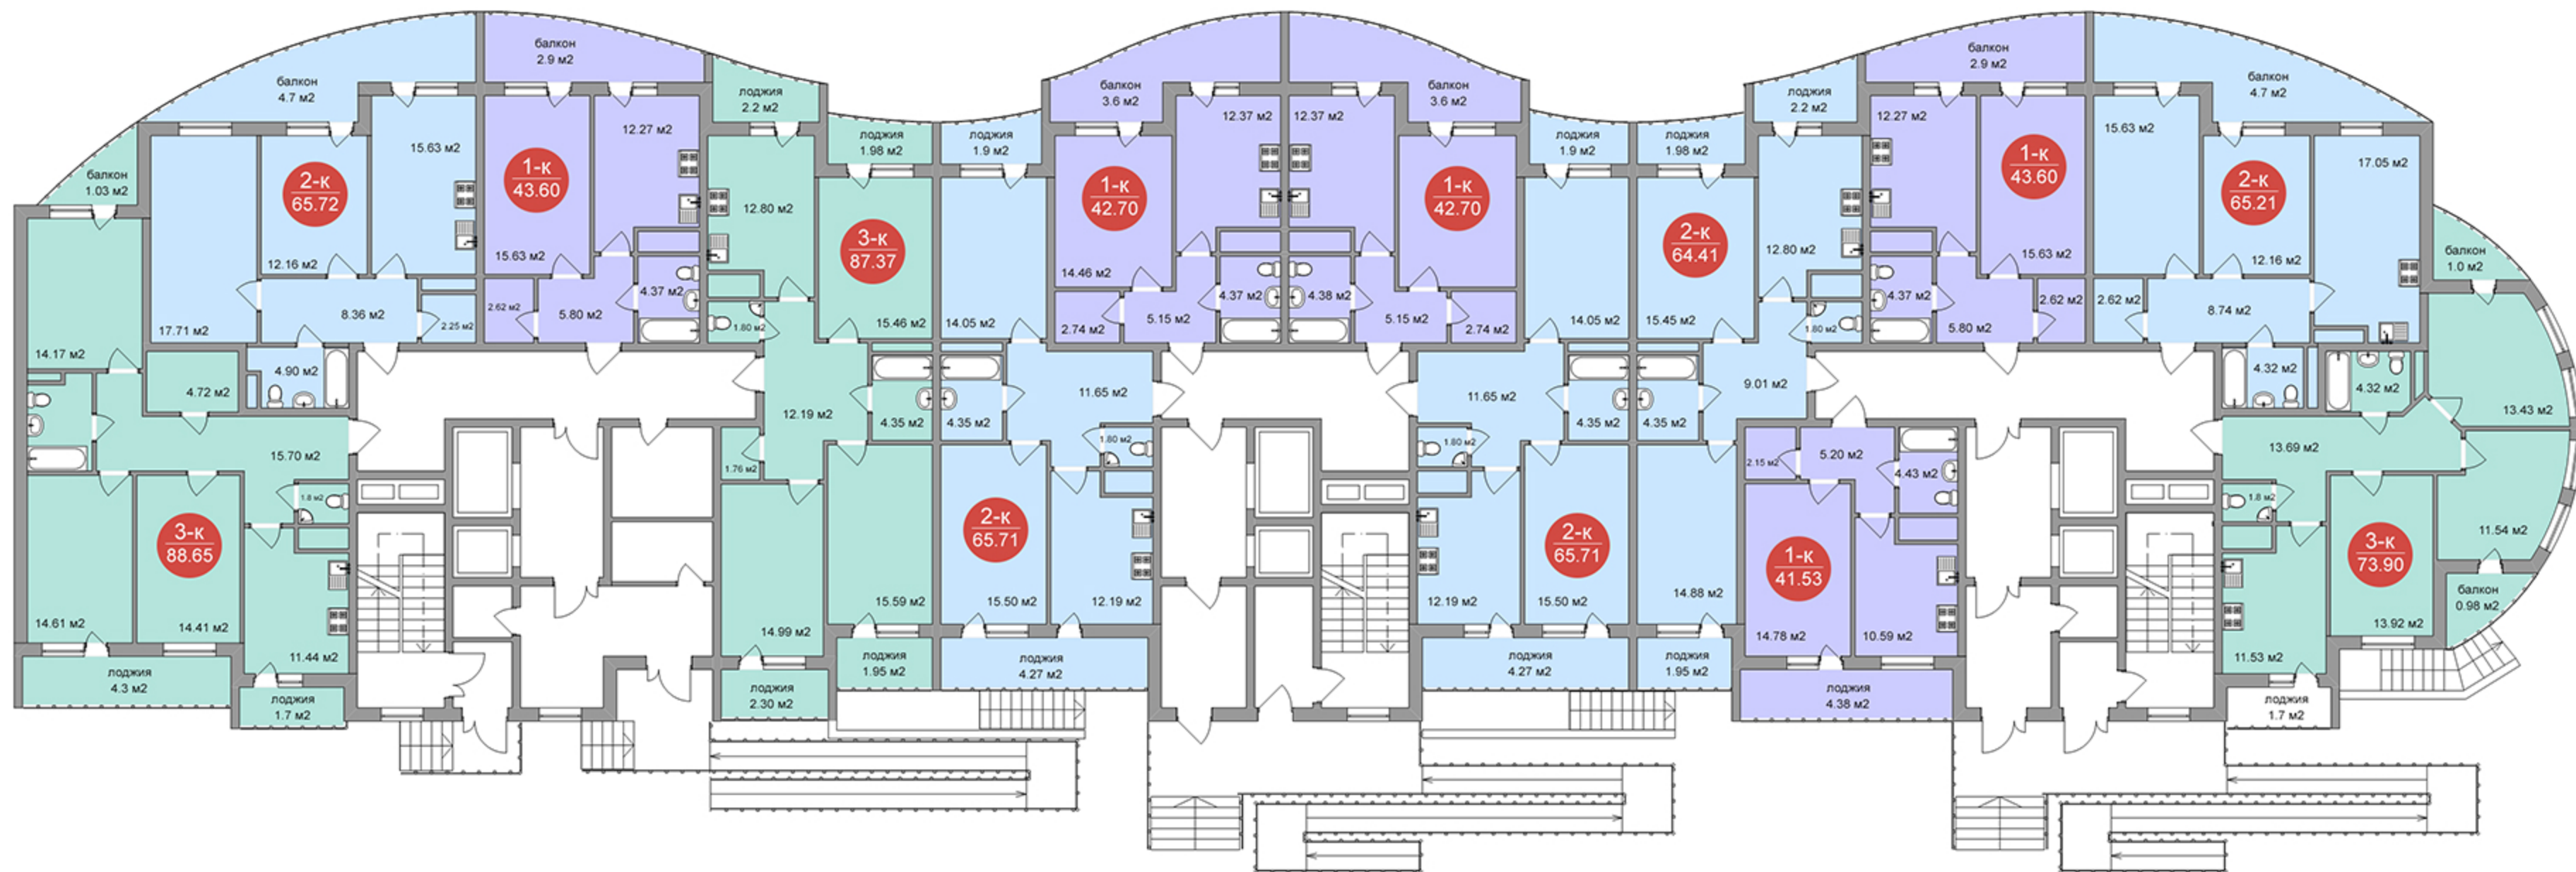 балкон
1.03 м2
14.17 м2
4.72 м2
15.70 м2
1.8 м2
3-к
88.65
14.61 м2
14.41 м2
11.44 м2
лоджия
4.3 м2
лоджия
1.7 м2
балкон
4.7 м2
2-к
65.72
15.63 м2
12.16 м2
17.71 м2
8.36 м2
2.25 м2
4.90 м2
балкон
2.9 м2
1-к
43.60
12.27 м2
15.63 м2
2.62 м2
5.80 м2
4.37 м2
лоджия
2.2 м2
лоджия
1.98 м2
12.80 м2
3-к
87.37
1.80 м2
15.46 м2
12.19 м2
4.35 м2
1.76 м2
14.99 м2
15.59 м2
лоджия
2.30 м2
лоджия
1.95 м2
лоджия
1.9 м2
14.05 м2
11.65 м2
4.35 м2
1.80 м2
2-к
65.71
15.50 м2
12.19 м2
лоджия
4.27 м2
балкон
3.6 м2
12.37 м2
1-к
42.70
14.46 м2
4.37 м2
2.74 м2
5.15 м2
балкон
3.6 м2
12.37 м2
1-к
42.70
4.38 м2
5.15 м2
2.74 м2
лоджия
1.9 м2
14.05 м2
11.65 м2
4.35 м2
1.80 м2
2-к
65.71
12.19 м2
15.50 м2
лоджия
4.27 м2
лоджия
1.98 м2
лоджия
2.2 м2
2-к
64.41
12.80 м2
15.45 м2
1.80 м2
9.01 м2
4.35 м2
14.88 м2
лоджия
1.95 м2
2.15 м2
5.20 м2
4.43 м2
1-к
41.53
14.78 м2
10.59 м2
лоджия
4.38 м2
балкон
2.9 м2
12.27 м2
1-к
43.60
15.63 м2
4.37 м2
5.80 м2
2.62 м2
балкон
4.7 м2
15.63 м2
17.05 м2
2-к
65.21
12.16 м2
2.62 м2
8.74 м2
4.32 м2
балкон
1.0 м2
4.32 м2
13.43 м2
13.69 м2
1.8 м2
11.54 м2
3-к
73.90
13.92 м2
11.53 м2
балкон
0.98 м2
лоджия
1.7 м2